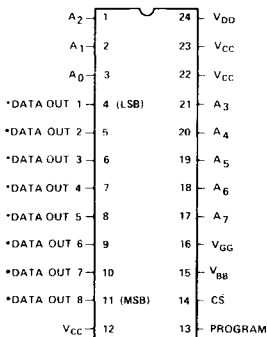 A2 1 24 VDD
A1 2 23 VCC
A0 3 22 VCC
*DATA OUT 1 4 (LSB) 21 A3
*DATA OUT 2 5 20 A4
*DATA OUT 3 6 19 A5
*DATA OUT 4 7 18 A6
*DATA OUT 5 8 17 A7
*DATA OUT 6 9 16 VGG
*DATA OUT 7 10 15 VBB
*DATA OUT 8 11 (MSB) 14 CS
VCC 12 13 PROGRAM